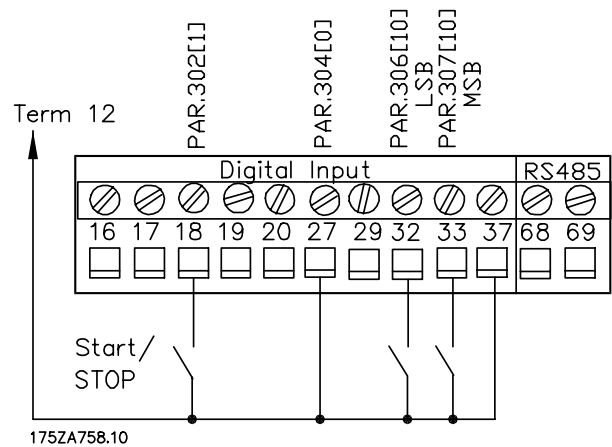 PAR.302[1]
PAR.304[0]
PAR.306[10]
LSB
PAR.307[10]
MSB
Term 12
Digital Input
RS485
16 17 18 19 20 27 29 32 33 37 68 69
Start/
STOP
175ZA758.10